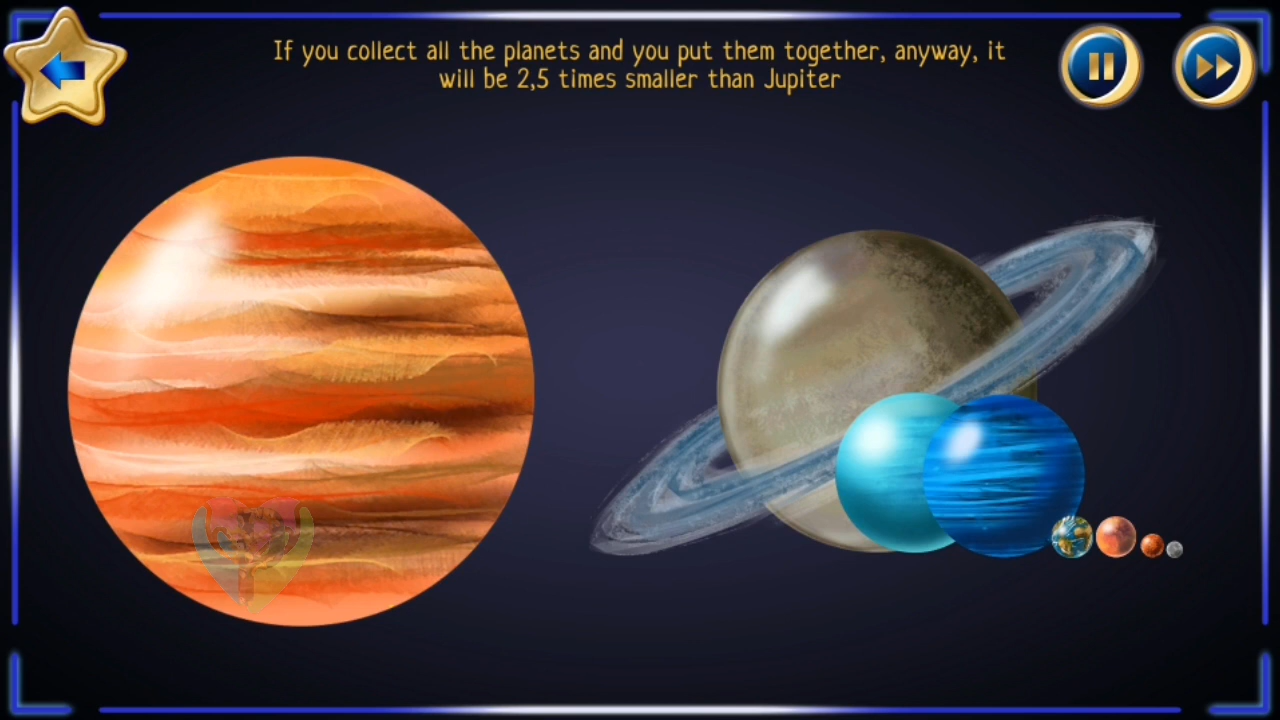 If you collect all the planets and you put them together, anyway, it
will be 2,5 times smaller than Jupiter